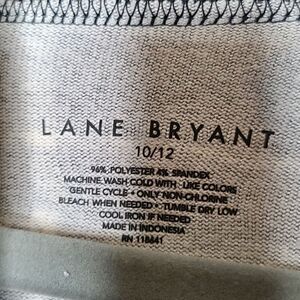 LANE BRYANT
10/12
96% POLYESTER 4% SPANDEX
MACHINE WASH COLD WITH LIKE COLORS
GENTLE CYCLE • ONLY NON-CHLORINE
BLEACH WHEN NEEDED • TUMBLE DRY LOW
COOL IRON IF NEEDED
MADE IN INDONESIA
RN 118641